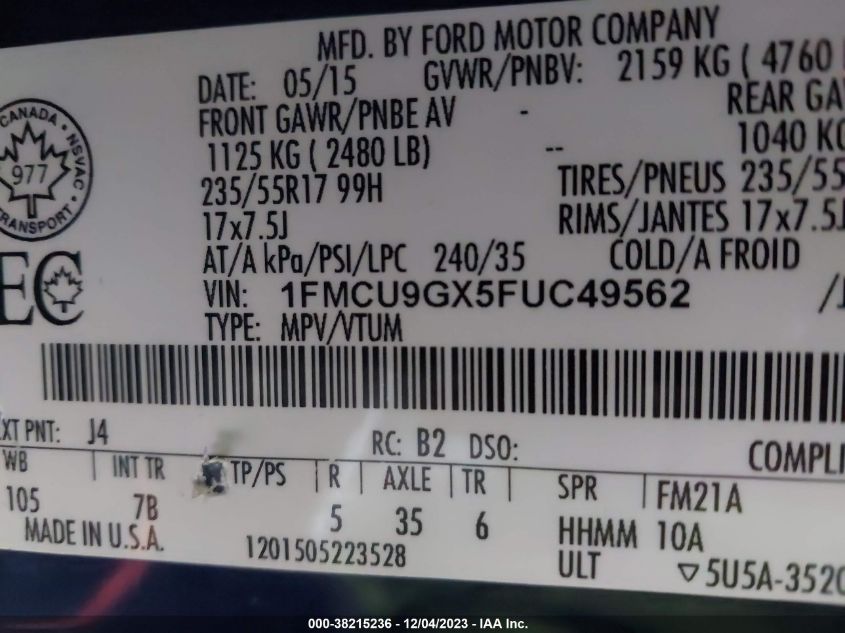 MFD. BY FORD MOTOR COMPANY
DATE: 05/15 GVWR/PNBV: 2159 KG ( 4760
FRONT GAWR/PNBE AV - REAR
1125 KG ( 2480 LB) -- 1040
235/55R17 99H TIRES/PNEUS 235/55
17x7.5J RIMS/JANTES 17x7.5J
AT/A kPa/PSI/LPC 240/35 COLD/A FROID
VIN: 1FMCU9GX5FUC49562
TYPE: MPV/VTUM
CANADA
NSVAC
977
TRANSPORT
EC
PNT: J4 RC: B2 DSO:
WB INT TR TP/PS R AXLE TR SPR FM21A
105 7B 5 35 6 HHMM 10A
MADE IN U.S.A. 1201505223528 ULT ▽5U5A-3520
000-38215236 - 12/04/2023 - IAA Inc.